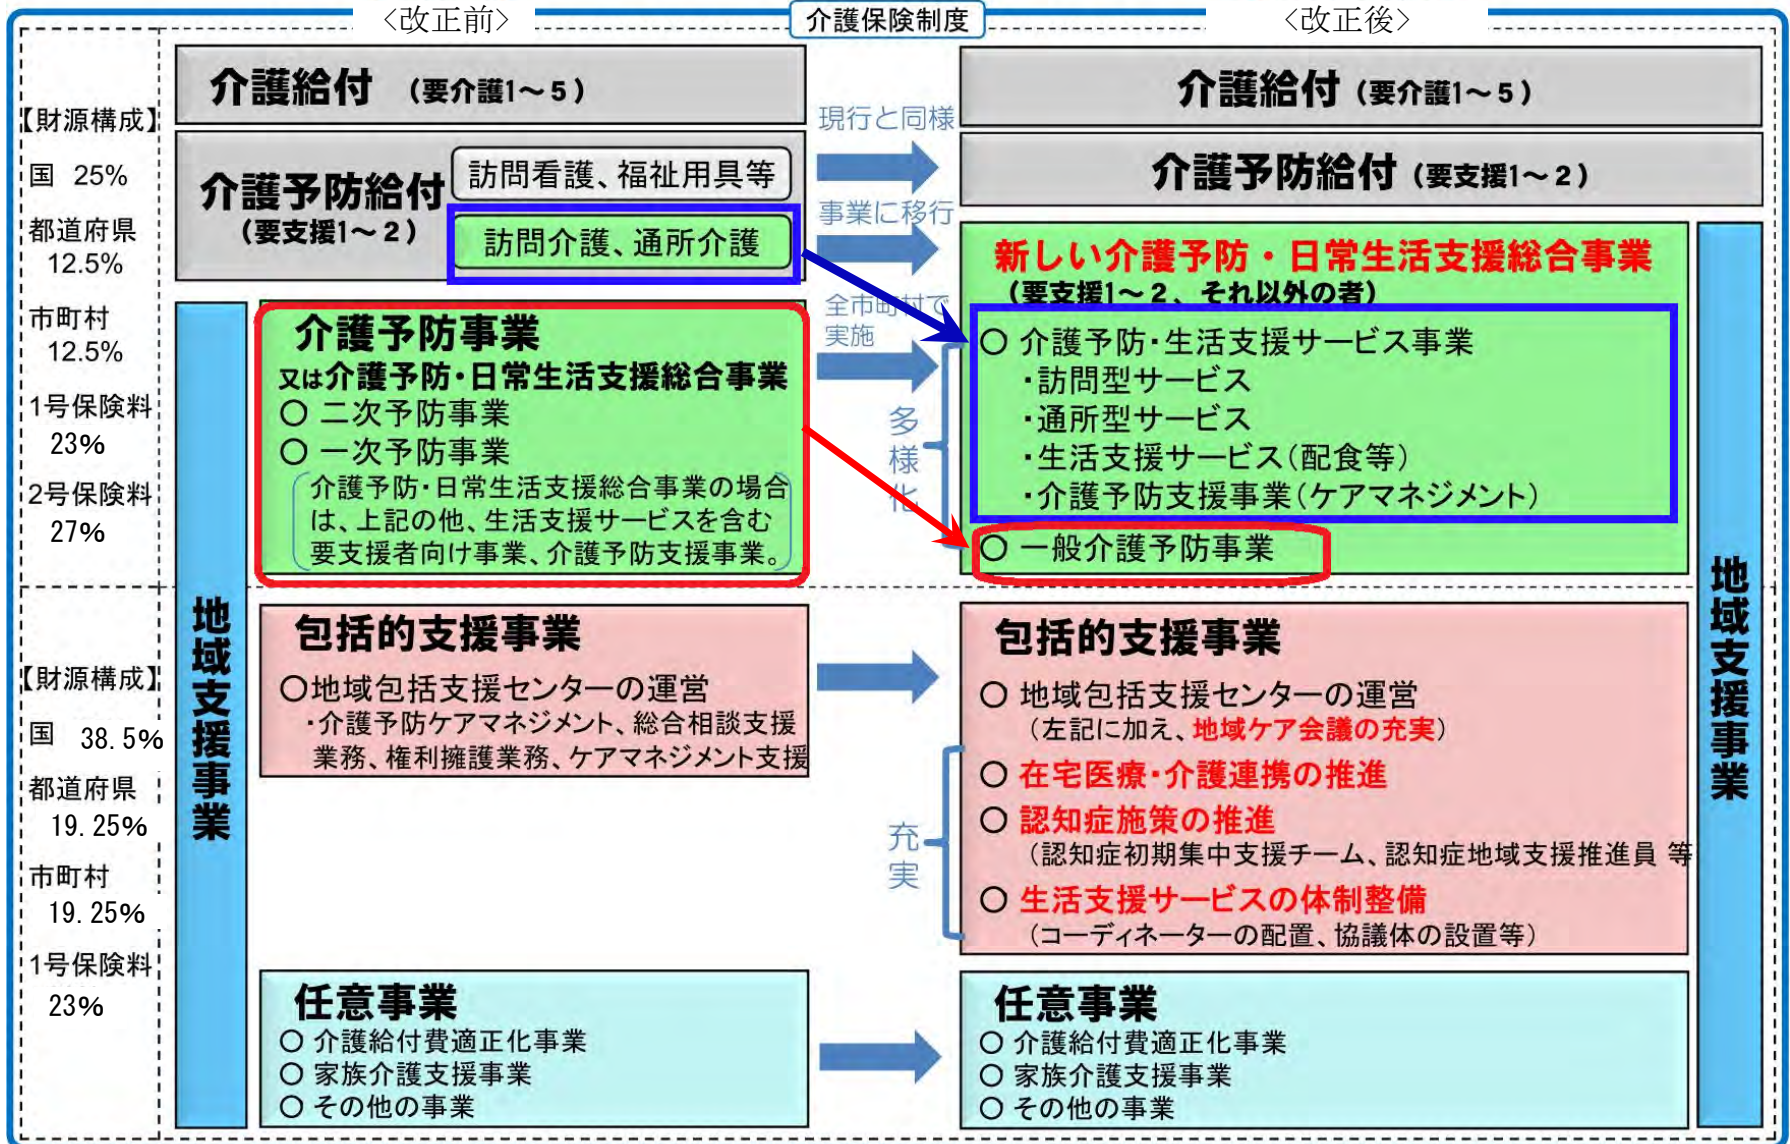 介護保険制度
<改正前>
<改正後>
【財源構成】
国 25%
都道府県
12.5%
市町村
12.5%
1号保険料
23%
2号保険料
27%
【財源構成】
国 38.5%
都道府県
19.25%
市町村
19.25%
1号保険料
23%
介護給付 (要介護1～5)
介護予防給付
(要支援1～2)
訪問看護、福祉用具等
訪問介護、通所介護
地域支援事業
介護予防事業
又は介護予防・日常生活支援総合事業
○ 二次予防事業
○ 一次予防事業
介護予防・日常生活支援総合事業の場合
は、上記の他、生活支援サービスを含む
要支援者向け事業、介護予防支援事業。
包括的支援事業
○地域包括支援センターの運営
・介護予防ケアマネジメント、総合相談支援
業務、権利擁護業務、ケアマネジメント支援
任意事業
○ 介護給付費適正化事業
○ 家族介護支援事業
○ その他の事業
現行と同様
事業に移行
全市町村で
実施
多様化
充実
介護給付 (要介護1～5)
介護予防給付 (要支援1～2)
新しい介護予防・日常生活支援総合事業
(要支援1～2、それ以外の者)
○ 介護予防・生活支援サービス事業
・訪問型サービス
・通所型サービス
・生活支援サービス(配食等)
・介護予防支援事業(ケアマネジメント)
○ 一般介護予防事業
包括的支援事業
○ 地域包括支援センターの運営
(左記に加え、地域ケア会議の充実)
○ 在宅医療・介護連携の推進
○ 認知症施策の推進
(認知症初期集中支援チーム、認知症地域支援推進員 等
○ 生活支援サービスの体制整備
(コーディネーターの配置、協議体の設置等)
任意事業
○ 介護給付費適正化事業
○ 家族介護支援事業
○ その他の事業
地域支援事業